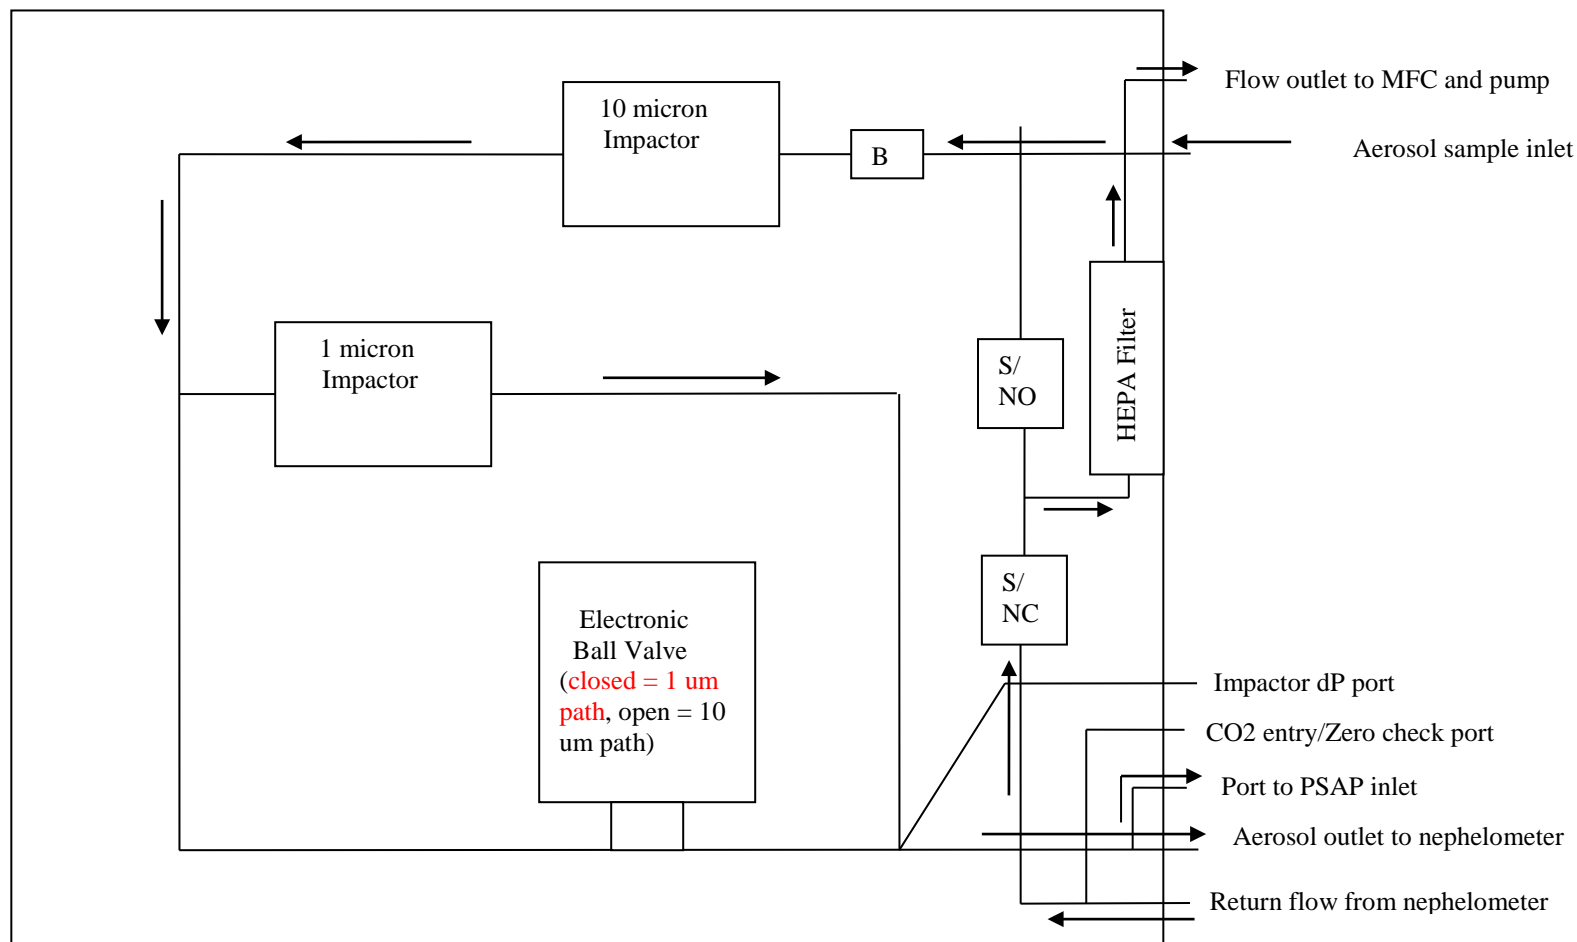 Flow outlet to MFC and pump
10 micron
Impactor
B
Aerosol sample inlet
1 micron
Impactor
S/
NO
HEPA Filter
S/
NC
Electronic
Ball Valve
(closed = 1 um
path, open = 10
um path)
Impactor dP port
CO2 entry/Zero check port
Port to PSAP inlet
Aerosol outlet to nephelometer
Return flow from nephelometer